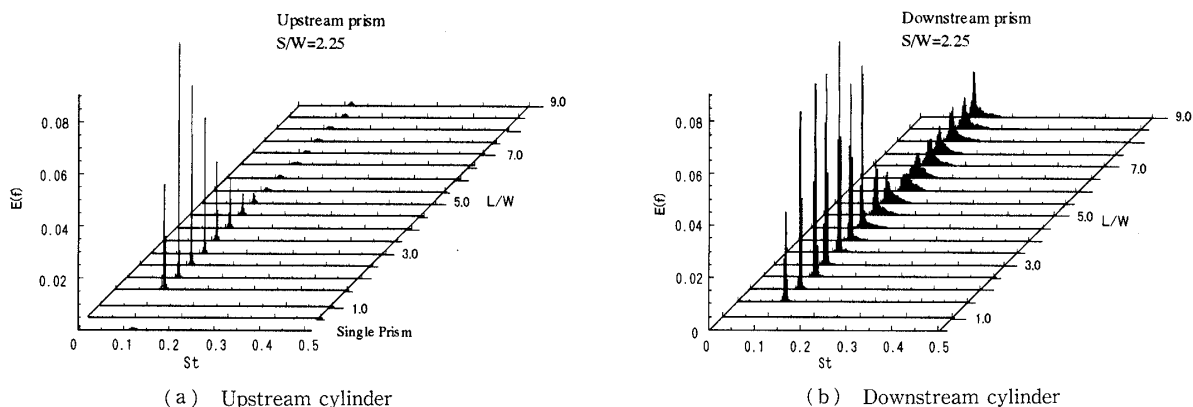 Upstream prism
S/W=2.25
0.08
0.06
0.04
0.02
E(f)
9.0
7.0
5.0 L/W
3.0
1.0
Single Prism
0 0.1 0.2 0.3 0.4 0.5
St
(a) Upstream cylinder
Downstream prism
S/W=2.25
0.08
0.06
0.04
0.02
0
E(f)
9.0
7.0
5.0 L/W
3.0
1.0
0 0.1 0.2 0.3 0.4 0.5
St
(b) Downstream cylinder